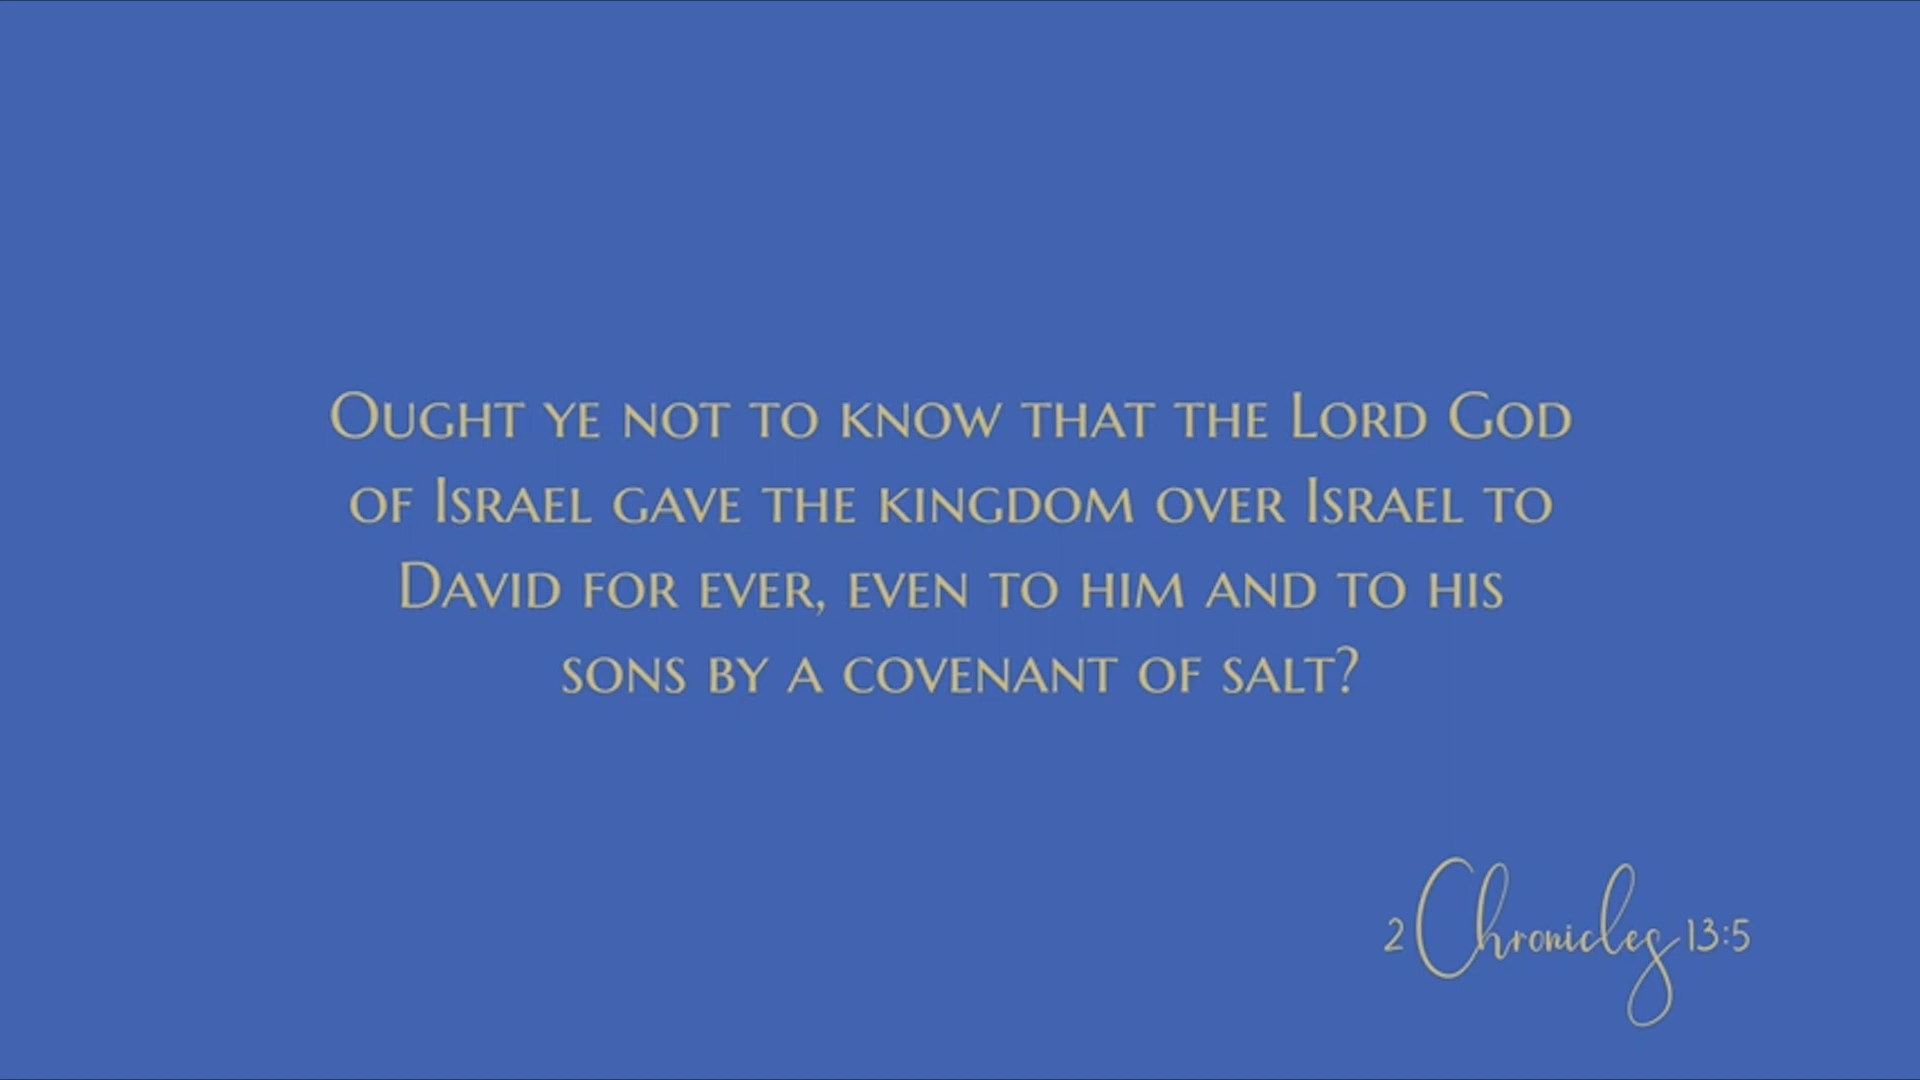 Ought ye not to know that the Lord God
of Israel gave the kingdom over Israel to
David for ever, even to him and to his
sons by a covenant of salt?
2 Chronicles 13:5